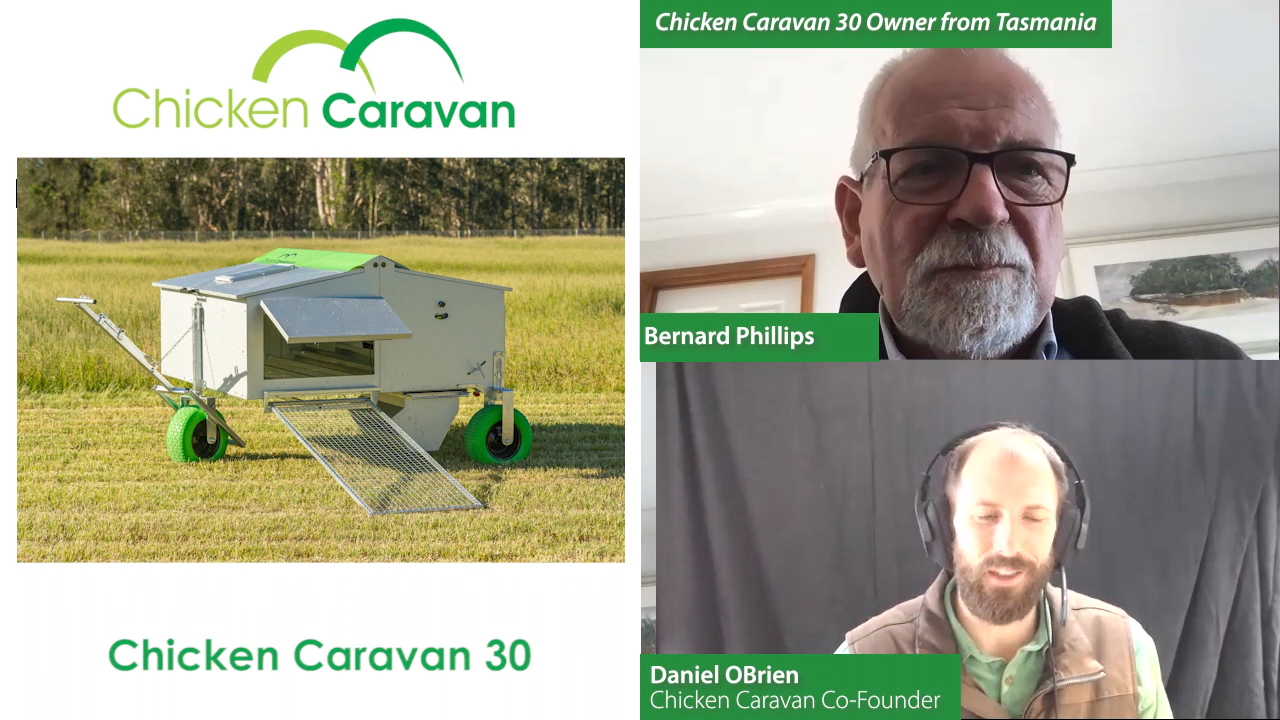 Chicken Caravan
Chicken Caravan 30
Chicken Caravan 30 Owner from Tasmania
Bernard Phillips
Daniel OBrien
Chicken Caravan Co-Founder